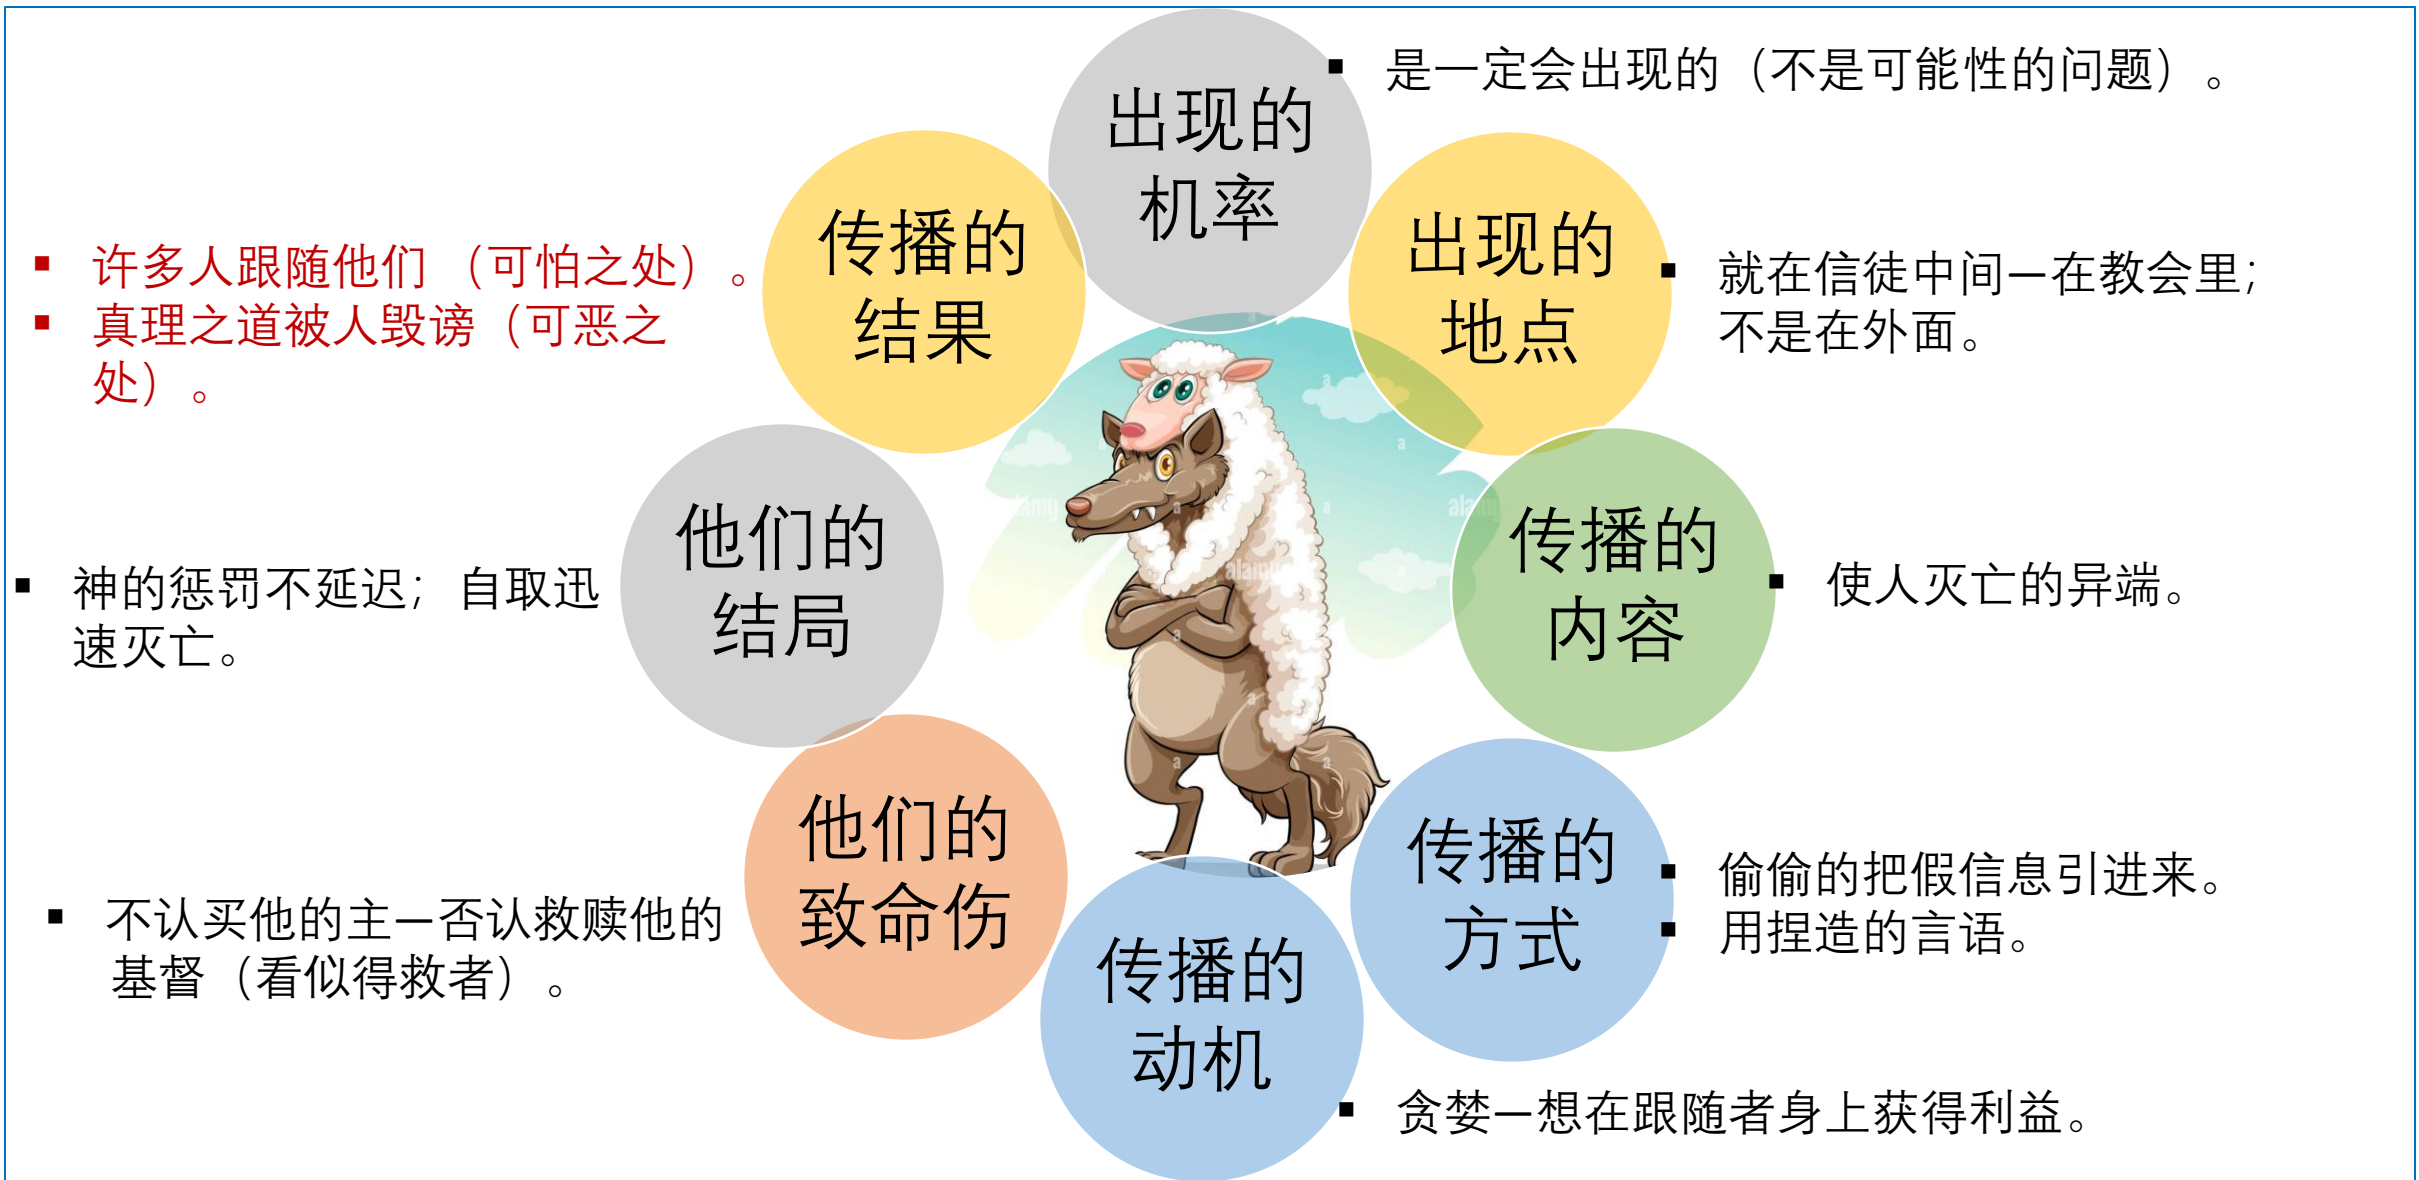 出现的
机率
是一定会出现的（不是可能性的问题）。
出现的
地点
就在信徒中间—在教会里；
不是在外面。
传播的
内容
使人灭亡的异端。
传播的
方式
偷偷的把假信息引进来。
用捏造的言语。
传播的
动机
贪婪—想在跟随者身上获得利益。
他们的
致命伤
不认买他的主—否认救赎他的
基督（看似得救者）。
他们的
结局
神的惩罚不延迟；自取迅
速灭亡。
传播的
结果
许多人跟随他们 （可怕之处）。
真理之道被人毁谤（可恶之
处）。
alamy
alamy
alamy
a
a
a
a
a
a
a
a
a
a